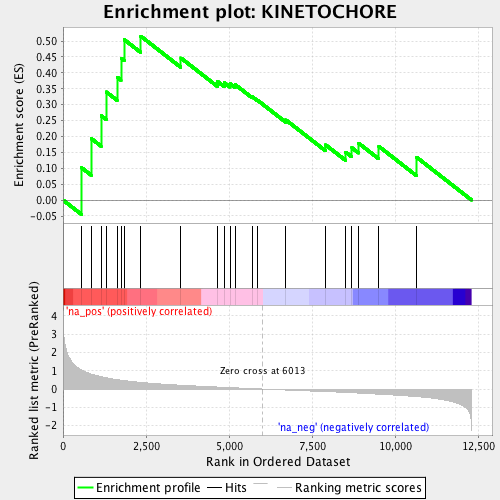 Enrichment plot: KINETOCHORE
Enrichment score (ES)
0.50
0.45
0.40
0.35
0.30
0.25
0.20
0.15
0.10
0.05
0.00
-0.05
'na_pos' (positively correlated)
Ranked list metric (PreRanked)
4
3
2
1
0
-1
-2
Zero cross at 6013
'na_neg' (negatively correlated)
0
2,500
5,000
7,500
10,000
12,500
Rank in Ordered Dataset
Enrichment profile
Hits
Ranking metric scores